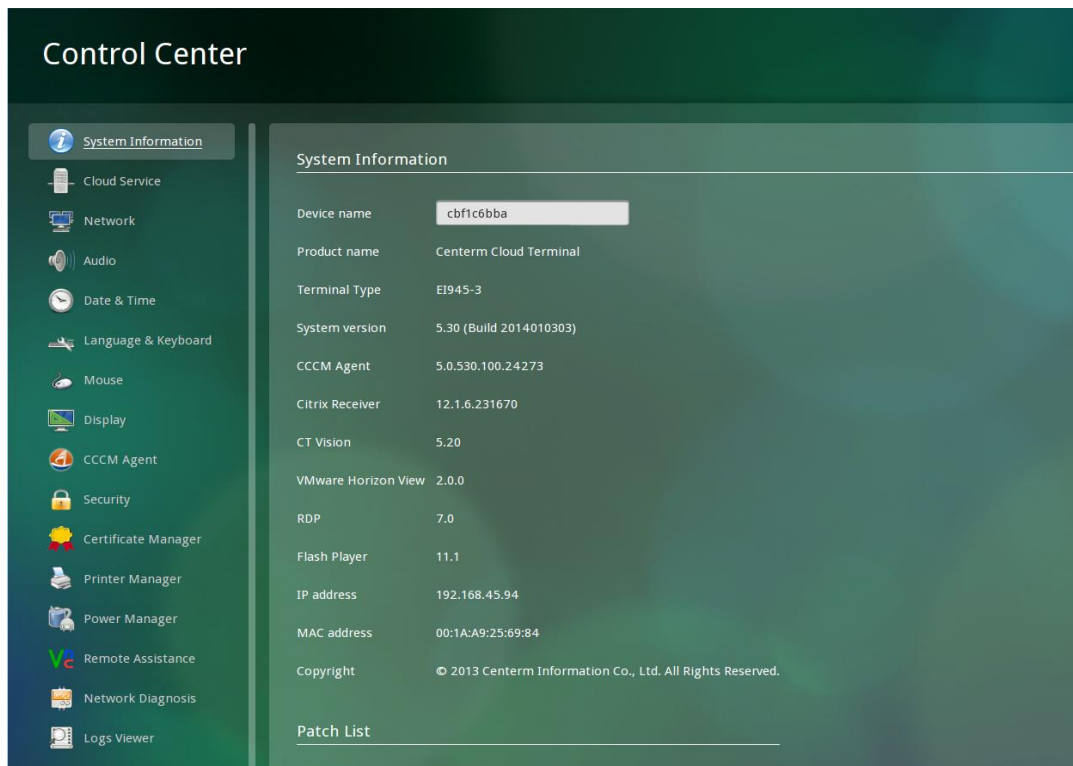 Control Center
System Information
Cloud Service
Network
Audio
Date & Time
Language & Keyboard
Mouse
Display
CCCM Agent
Security
Certificate Manager
Printer Manager
Power Manager
Remote Assistance
Network Diagnosis
Logs Viewer
System Information
Device name cbf1c6bba
Product name Centerm Cloud Terminal
Terminal Type EI945-3
System version 5.30 (Build 2014010303)
CCCM Agent 5.0.530.100.24273
Citrix Receiver 12.1.6.231670
CT Vision 5.20
VMware Horizon View 2.0.0
RDP 7.0
Flash Player 11.1
IP address 192.168.45.94
MAC address 00:1A:A9:25:69:84
Copyright © 2013 Centerm Information Co., Ltd. All Rights Reserved.
Patch List